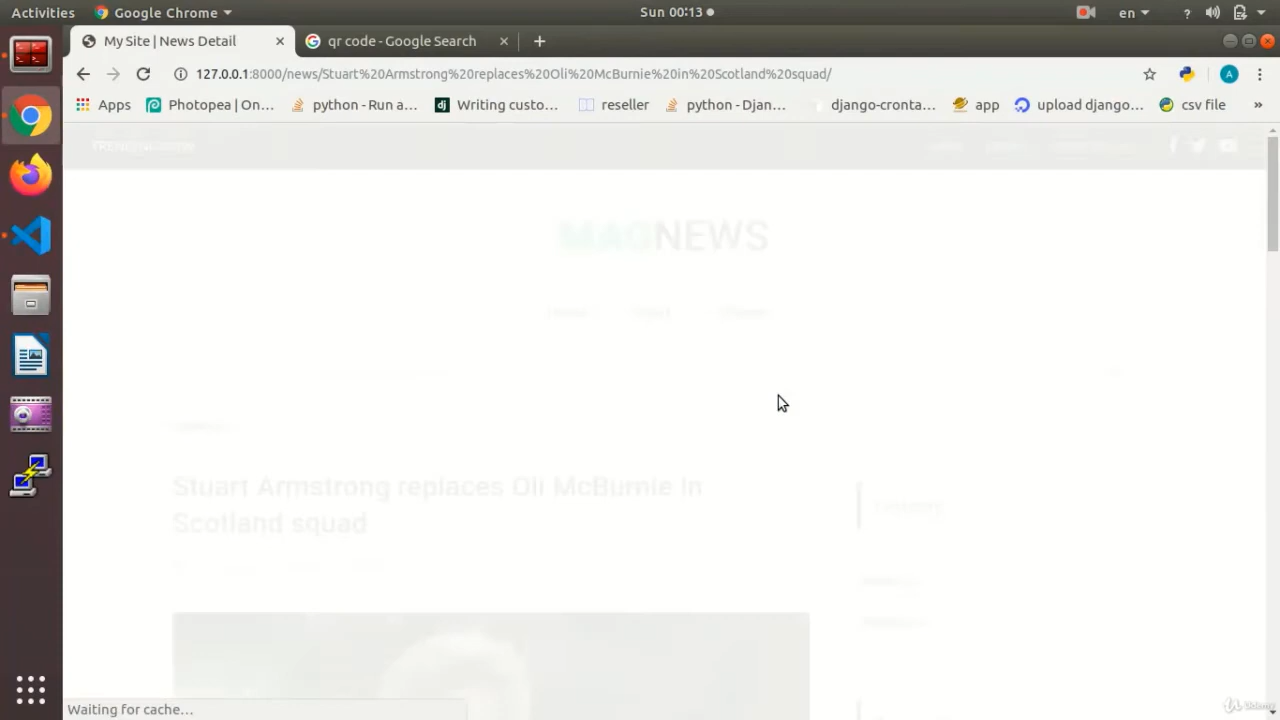 Activities
Google Chrome
Sun 00:13
en
?
My Site | News Detail
qr code - Google Search
127.0.0.1:8000/news/Stuart%20Armstrong%20replaces%20Oli%20McBurnie%20in%20Scotland%20squad/
A
Apps
Photopea | On...
python - Run a...
dj
Writing custo...
reseller
python - Djan...
django-cronta...
app
upload django...
csv file
»
MAGNEWS
Stuart Armstrong replaces Oli McBurnie in
Scotland squad
Category
Waiting for cache...
Udemy